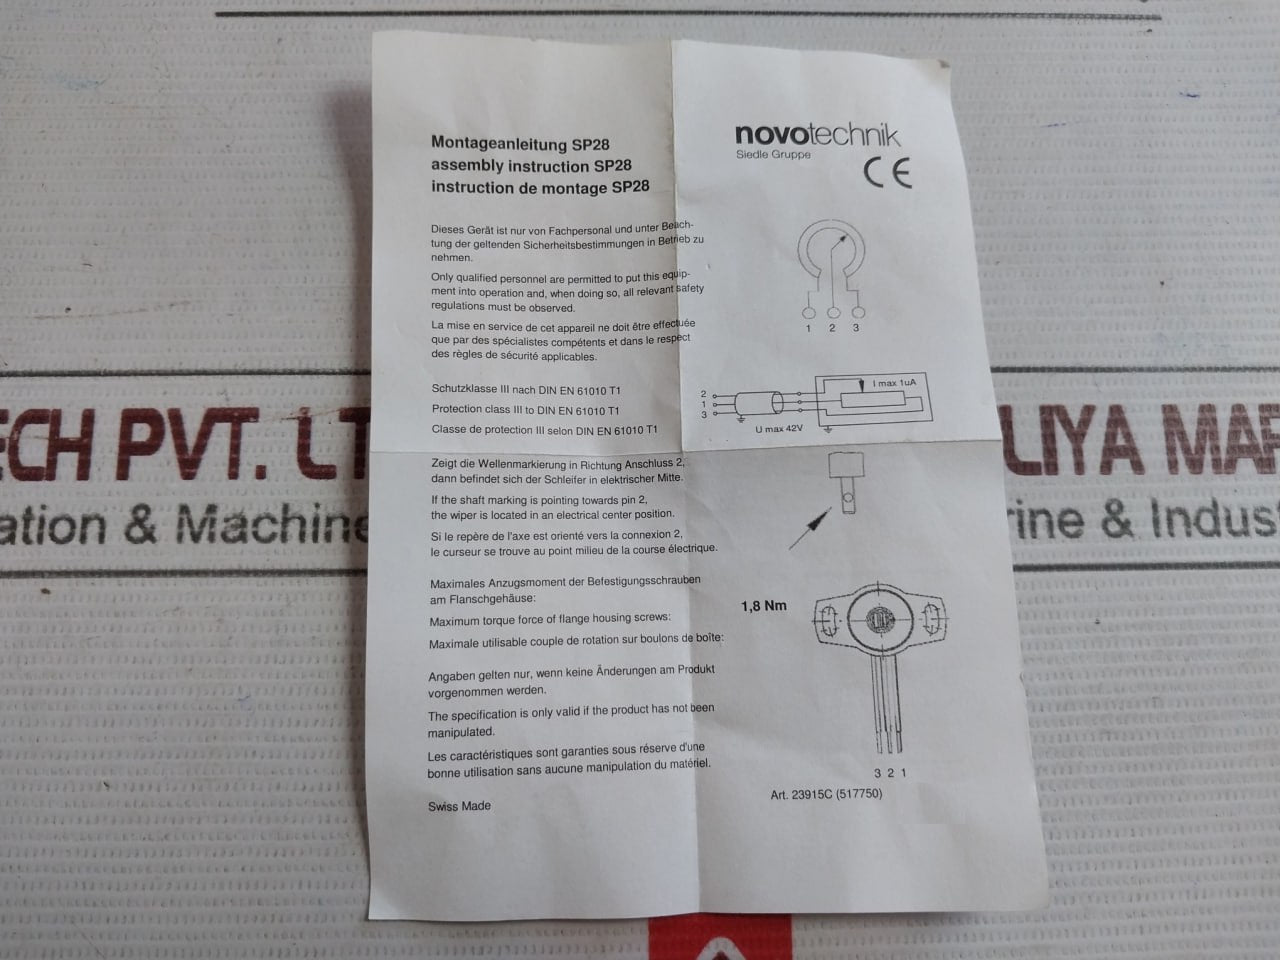 Montageanleitung SP28
assembly instruction SP28
instruction de montage SP28
novotechnik
Siedle Gruppe
CE
Dieses Gerät ist nur von Fachpersonal und unter Beach-
tung der geltenden Sicherheitsbestimmungen in Betrieb zu
nehmen.
Only qualified personnel are permitted to put this equip-
ment into operation and, when doing so, all relevant safety
regulations must be observed.
La mise en service de cet appareil ne doit être effectuée
que par des spécialistes compétents et dans le respect
des règles de sécurité applicables.
1 2 3
Schutzklasse III nach DIN EN 61010 T1
Protection class III to DIN EN 61010 T1
Classe de protection III selon DIN EN 61010 T1
I max 1uA
2
1
3
U max 42V
Zeigt die Wellenmarkierung in Richtung Anschluss 2,
dann befindet sich der Schleifer in elektrischer Mitte.
If the shaft marking is pointing towards pin 2,
the wiper is located in an electrical center position.
Si le repère de l'axe est orienté vers la connexion 2,
le curseur se trouve au point milieu de la course électrique.
Maximales Anzugsmoment der Befestigungsschrauben
am Flanschgehäuse:
Maximum torque force of flange housing screws:
Maximale utilisable couple de rotation sur boulons de boîte:
1,8 Nm
Angaben gelten nur, wenn keine Änderungen am Produkt
vorgenommen werden.
The specification is only valid if the product has not been
manipulated.
Les caractéristiques sont garanties sous réserve d'une
bonne utilisation sans aucune manipulation du matériel.
3 2 1
Art. 23915C (517750)
Swiss Made
ECH PVT. LT
LIYA MAR
ation & Machine
rine & Indus